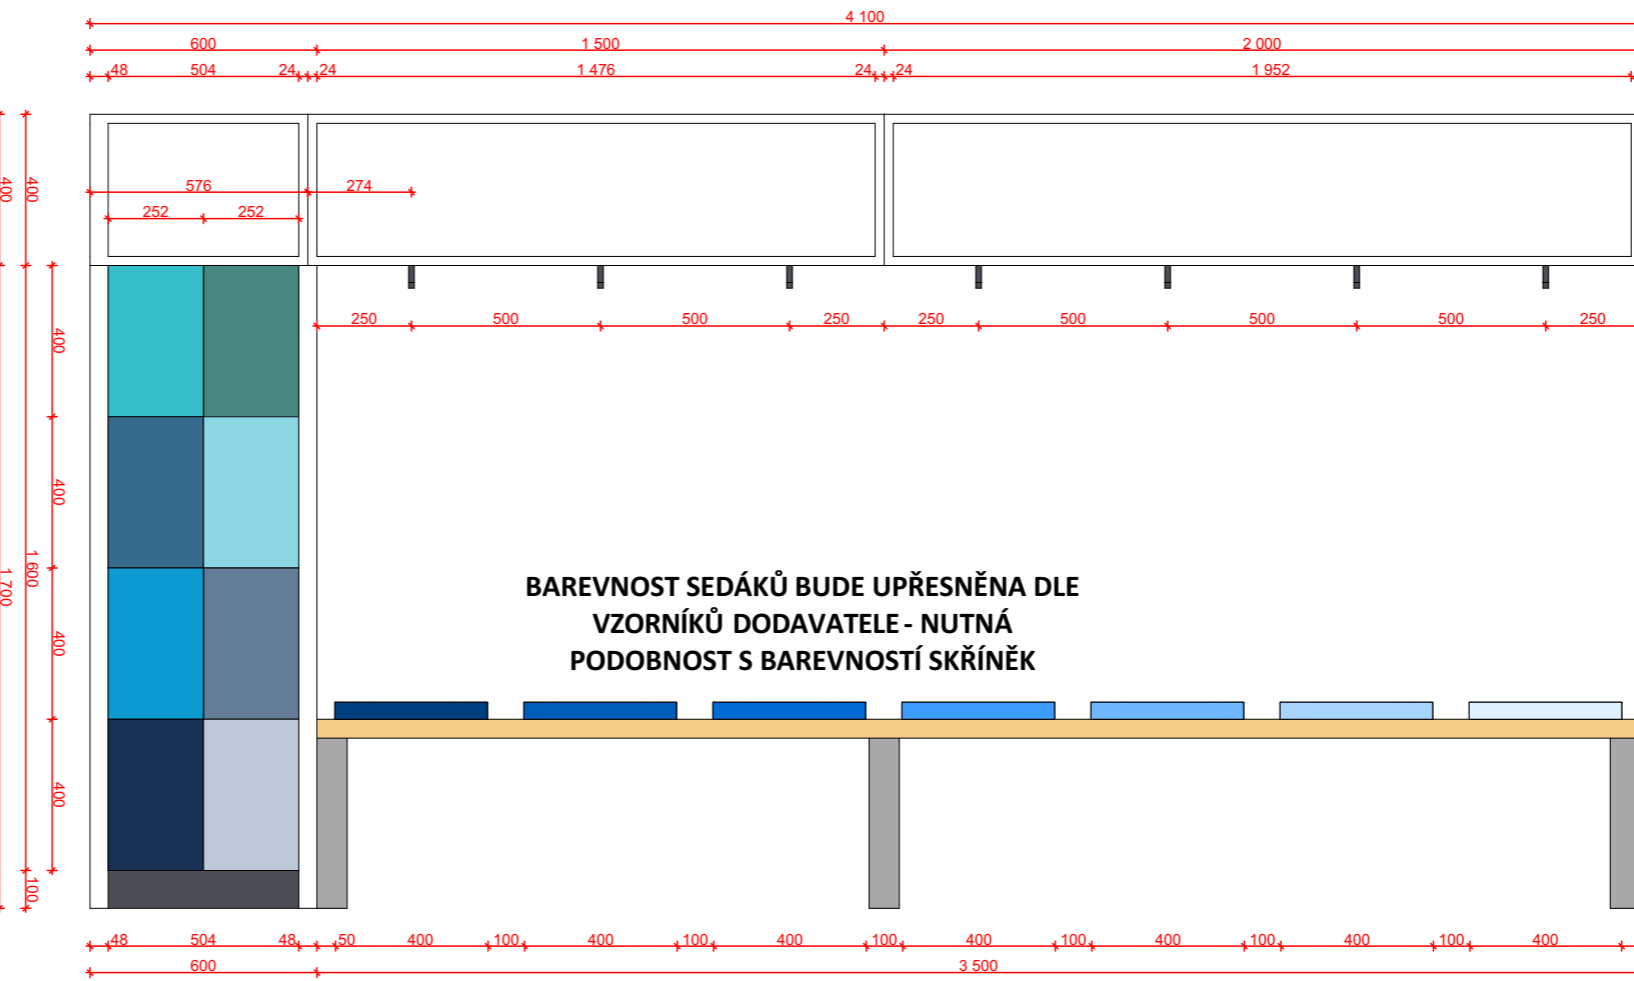 4 100
600 1 500 2 000
48 504 24 24 1 476 24 24 1 952
400 400
576 274
252 252
250 500 500 250 250 500 500 500 250
400
400
1 600
1 700
BAREVNOST SEDÁKŮ BUDE UPŘESNĚNA DLE
VZORNÍKŮ DODAVATELE - NUTNÁ
PODOBNOST S BAREVNOSTÍ SKŘÍNĚK
400
400
100
48 504 48 50 400 100 400 100 400 100 400 100 400 100 400 100 400
600 3 500